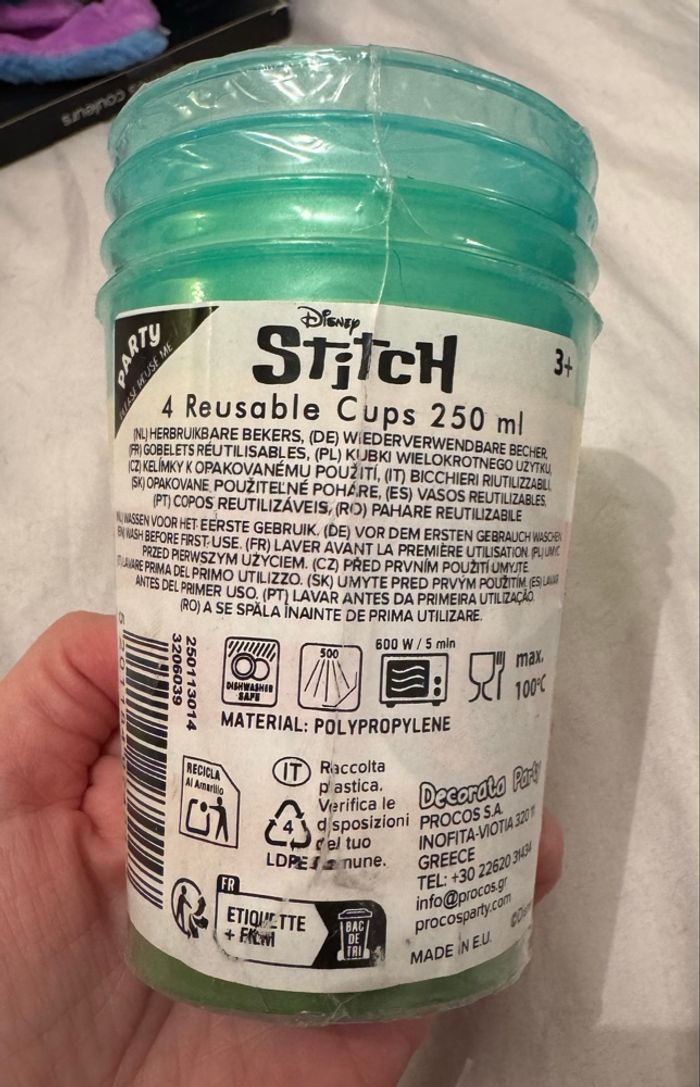 PARTY
PLEASE REUSE ME
Disney
STITCH
3+
4 Reusable Cups 250 ml
(NL) HERBRUIKBARE BEKERS, (DE) WIEDERVERWENDBARE BECHER,
(FR) GOBELETS RÉUTILISABLES, (PL) KUBKI WIELOKROTNEGO UŻYTKU,
(CZ) KELÍMKY K OPAKOVANÉMU POUŽITÍ, (IT) BICCHIERI RIUTILIZZABILI,
(SK) OPAKOVANE POUŽITEĽNÉ POHÁRE, (ES) VASOS REUTILIZABLES,
(PT) COPOS REUTILIZÁVEIS, (RO) PAHARE REUTILIZABILE
WASSEN VOOR HET EERSTE GEBRUIK. (DE) VOR DEM ERSTEN GEBRAUCH WASCHEN
WASH BEFORE FIRST USE. (FR) LAVER AVANT LA PREMIÈRE UTILISATION. (PL) UMYĆ
PRZED PIERWSZYM UŻYCIEM. (CZ) PŘED PRVNÍM POUŽITÍ UMYJTE.
LAVARE PRIMA DEL PRIMO UTILIZZO. (SK) UMYTE PRED PRVÝM POUŽITÍM. (ES) LAVAR
ANTES DEL PRIMER USO. (PT) LAVAR ANTES DA PRIMEIRA UTILIZAÇÃO.
(RO) A SE SPĂLA ÎNAINTE DE PRIMA UTILIZARE.
250113014
3206039
DISHWASHER
SAFE
500
600 W / 5 min
max.
100°C
MATERIAL: POLYPROPYLENE
RECICLA
Al Amarillo
IT
Raccolta
plastica.
Verifica le
disposizioni
del tuo
comune.
4
LDPE
Decorata Party
PROCOS S.A.
INOFITA-VIOTIA 320 11
GREECE
TEL: +30 22620 31434
info@procos.gr
procosparty.com
MADE IN E.U.
FR
ETIQUETTE
+ FILM
BAC
DE
TRI